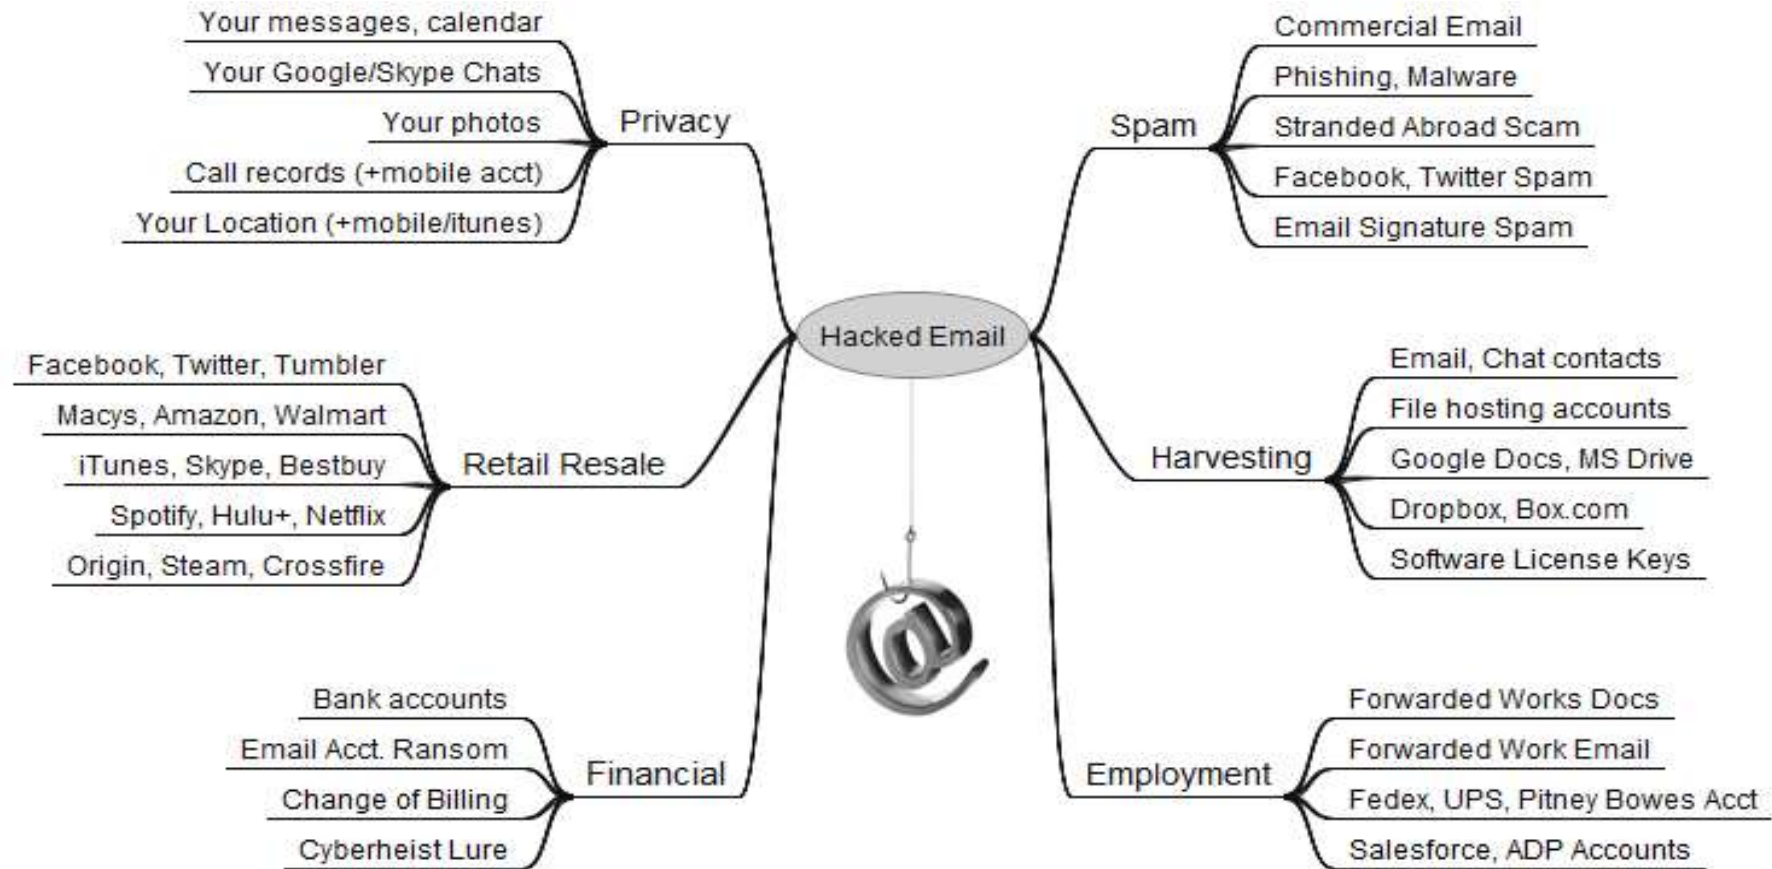 Hacked Email
Privacy
Your messages, calendar
Your Google/Skype Chats
Your photos
Call records (+mobile acct)
Your Location (+mobile/itunes)
Retail Resale
Facebook, Twitter, Tumbler
Macys, Amazon, Walmart
iTunes, Skype, Bestbuy
Spotify, Hulu+, Netflix
Origin, Steam, Crossfire
Financial
Bank accounts
Email Acct. Ransom
Change of Billing
Cyberheist Lure
Spam
Commercial Email
Phishing, Malware
Stranded Abroad Scam
Facebook, Twitter Spam
Email Signature Spam
Harvesting
Email, Chat contacts
File hosting accounts
Google Docs, MS Drive
Dropbox, Box.com
Software License Keys
Employment
Forwarded Works Docs
Forwarded Work Email
Fedex, UPS, Pitney Bowes Acct
Salesforce, ADP Accounts
@